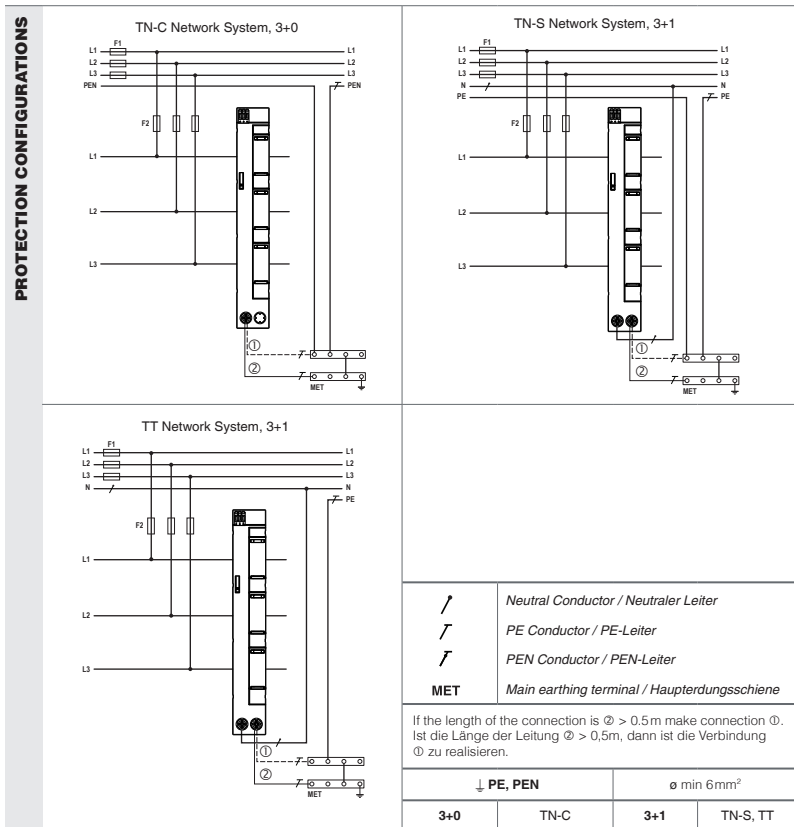 PROTECTION CONFIGURATIONS
TN-C Network System, 3+0
F1
L1 L1
L2 L2
L3 L3
PEN PEN
F2
L1
L2
L3
①
②
MET
TN-S Network System, 3+1
F1
L1 L1
L2 L2
L3 L3
N N
PE PE
F2
L1
L2
L3
①
②
MET
TT Network System, 3+1
F1
L1 L1
L2 L2
L3 L3
N N
PE
F2
L1
L2
L3
①
②
MET
Neutral Conductor / Neutraler Leiter
PE Conductor / PE-Leiter
PEN Conductor / PEN-Leiter
MET Main earthing terminal / Haupterdungsschiene
If the length of the connection is ② > 0.5 m make connection ①.
Ist die Länge der Leitung ② > 0,5m, dann ist die Verbindung
① zu realisieren.
⏚ PE, PEN ø min 6mm²
3+0 TN-C 3+1 TN-S, TT